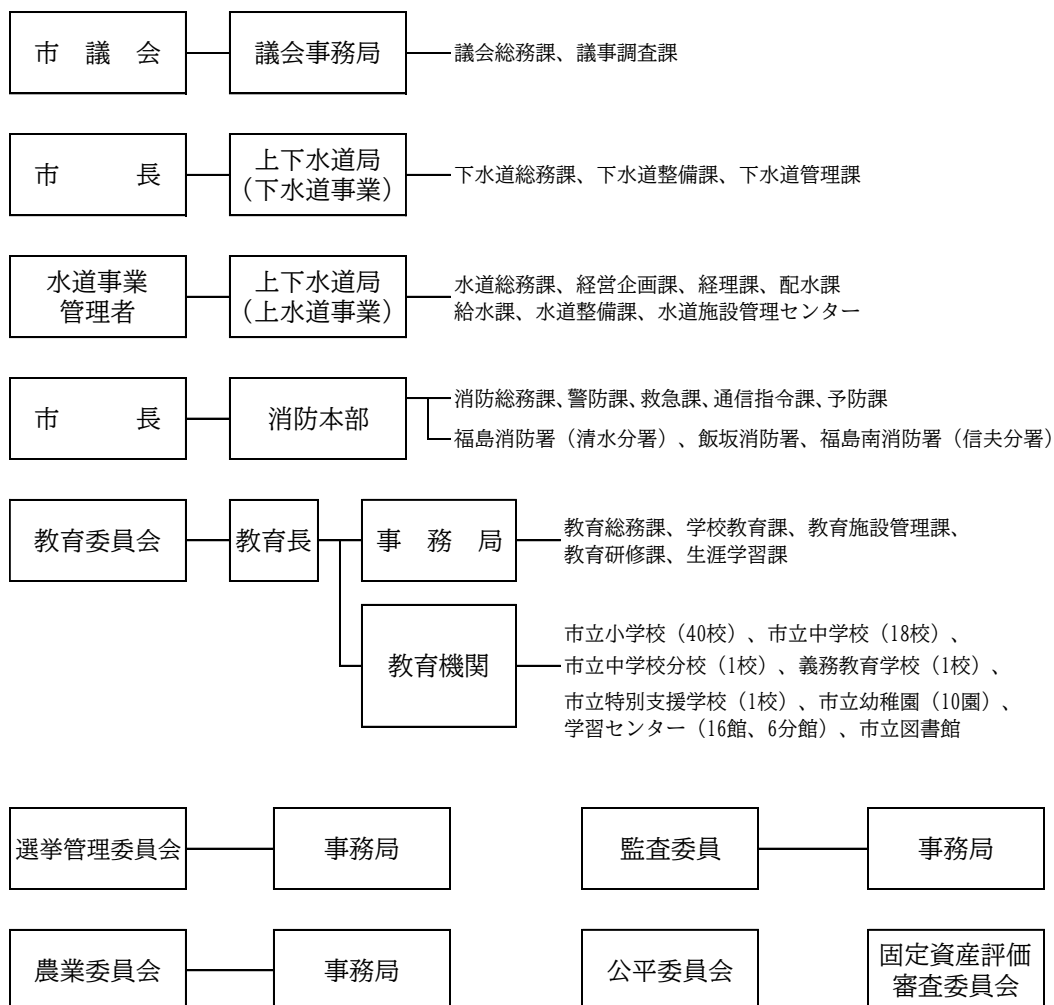 市　議　会
議会事務局
議会総務課、議事調査課
市　　　長
上下水道局
（下水道事業）
下水道総務課、下水道整備課、下水道管理課
水道事業
管理者
上下水道局
（上水道事業）
水道総務課、経営企画課、経理課、配水課
給水課、水道整備課、水道施設管理センター
市　　　長
消防本部
消防総務課、警防課、救急課、通信指令課、予防課
福島消防署（清水分署）、飯坂消防署、福島南消防署（信夫分署）
教育委員会
教育長
事　務　局
教育総務課、学校教育課、教育施設管理課、
教育研修課、生涯学習課
教育機関
市立小学校（40校）、市立中学校（18校）、
市立中学校分校（1校）、義務教育学校（1校）、
市立特別支援学校（1校）、市立幼稚園（10園）、
学習センター（16館、6分館）、市立図書館
選挙管理委員会
事務局
監査委員
事務局
農業委員会
事務局
公平委員会
固定資産評価
審査委員会